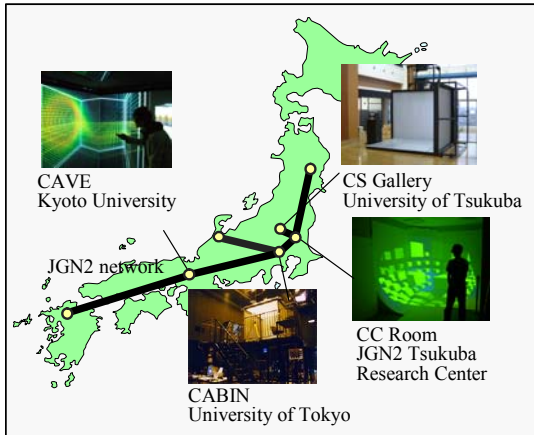 CAVE
Kyoto University
CS Gallery
University of Tsukuba
JGN2 network
CC Room
JGN2 Tsukuba
Research Center
CABIN
University of Tokyo